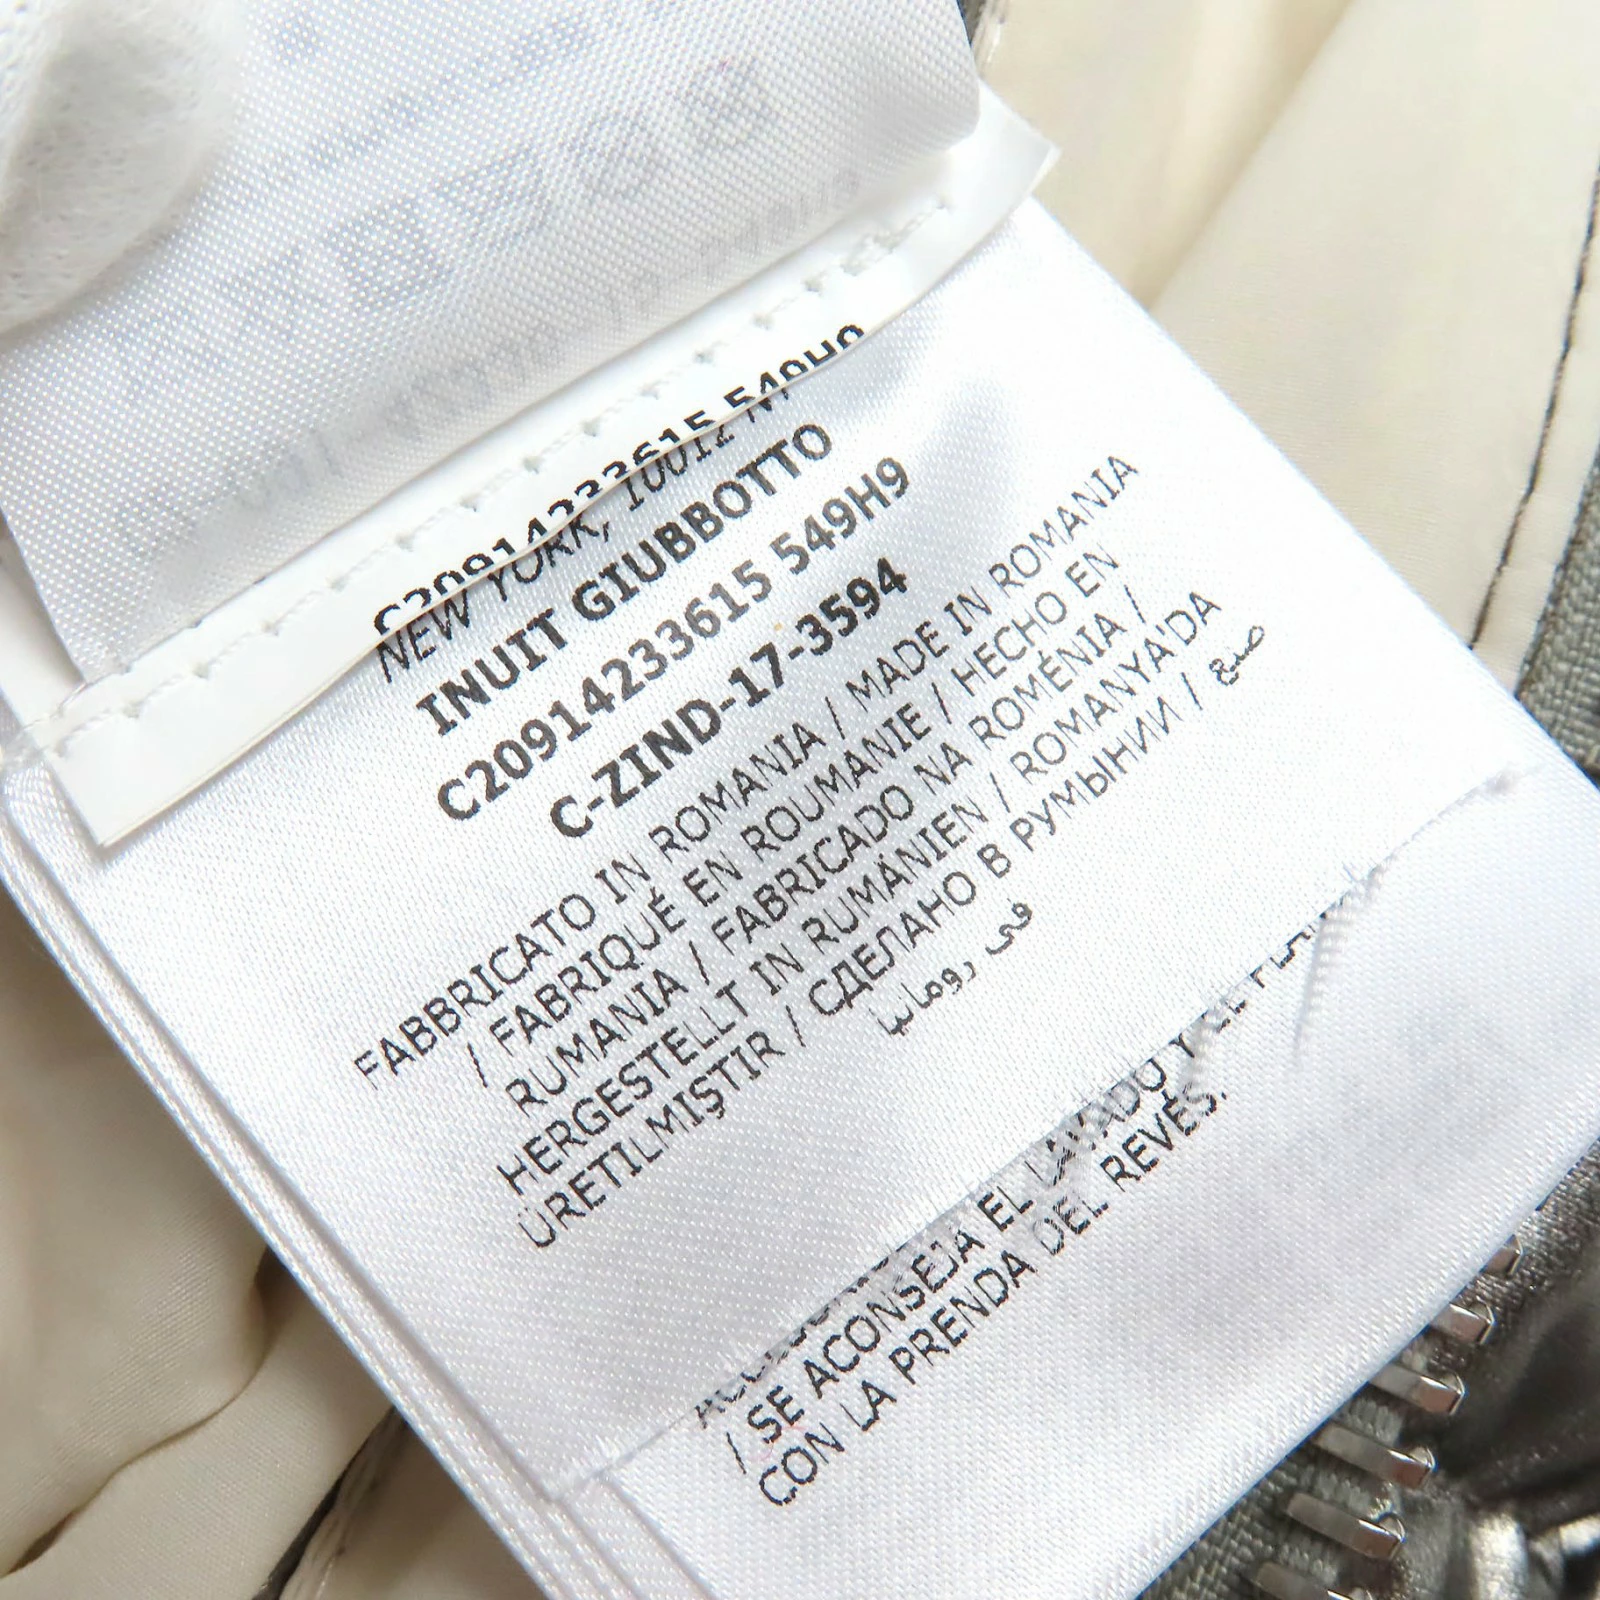 C20914233615 549H9
NEW YORK, 10012
INUIT GIUBBOTTO
C20914233615 549H9
C-ZIND-17-3594
FABBRICATO IN ROMANIA / MADE IN ROMANIA
/ FABRIQUÉ EN ROUMANIE / HECHO EN
RUMANIA / FABRICADO NA ROMÉNIA /
HERGESTELLT IN RUMÄNIEN / ROMANYA'DA
ÜRETILMIŞTIR / СДЕЛАНО В РУМЫНИИ / صنع
في رومانيا
/ SE ACONSEJA EL LAVADO Y EL
CON LA PRENDA DEL REVÉS.